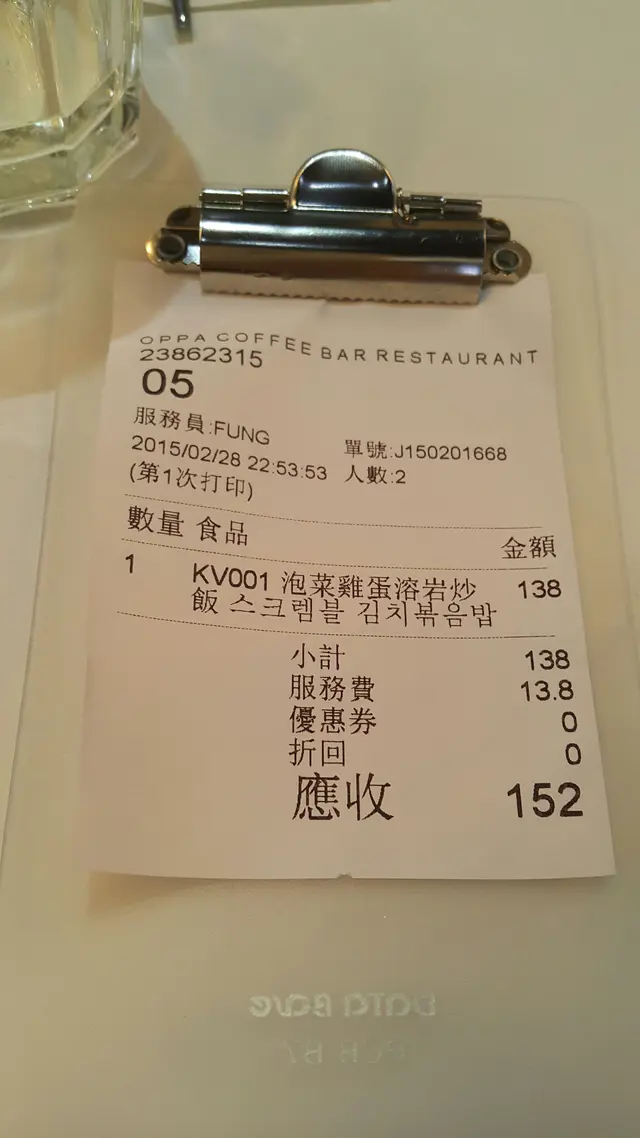 OPPA COFFEE BAR RESTAURANT
23862315
05
服務員:FUNG
2015/02/28 22:53:53
單號:J150201668
(第1次打印)
人數:2
數量 食品 金額
1 KV001 泡菜雞蛋溶岩炒 138
飯 스크렘블 김치볶음밥
小計 138
服務費 13.8
優惠券 0
折回 0
應收 152
DATA BANK